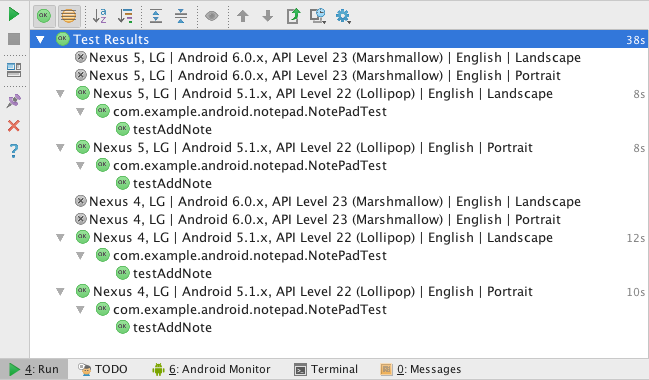 Test Results 38s
Nexus 5, LG | Android 6.0.x, API Level 23 (Marshmallow) | English | Landscape
Nexus 5, LG | Android 6.0.x, API Level 23 (Marshmallow) | English | Portrait
OK Nexus 5, LG | Android 5.1.x, API Level 22 (Lollipop) | English | Landscape 8s
OK com.example.android.notepad.NotePadTest
OK testAddNote
OK Nexus 5, LG | Android 5.1.x, API Level 22 (Lollipop) | English | Portrait 8s
OK com.example.android.notepad.NotePadTest
OK testAddNote
Nexus 4, LG | Android 6.0.x, API Level 23 (Marshmallow) | English | Landscape
Nexus 4, LG | Android 6.0.x, API Level 23 (Marshmallow) | English | Portrait
OK Nexus 4, LG | Android 5.1.x, API Level 22 (Lollipop) | English | Landscape 12s
OK com.example.android.notepad.NotePadTest
OK testAddNote
OK Nexus 4, LG | Android 5.1.x, API Level 22 (Lollipop) | English | Portrait 10s
OK com.example.android.notepad.NotePadTest
OK testAddNote
4: Run TODO 6: Android Monitor Terminal 0: Messages